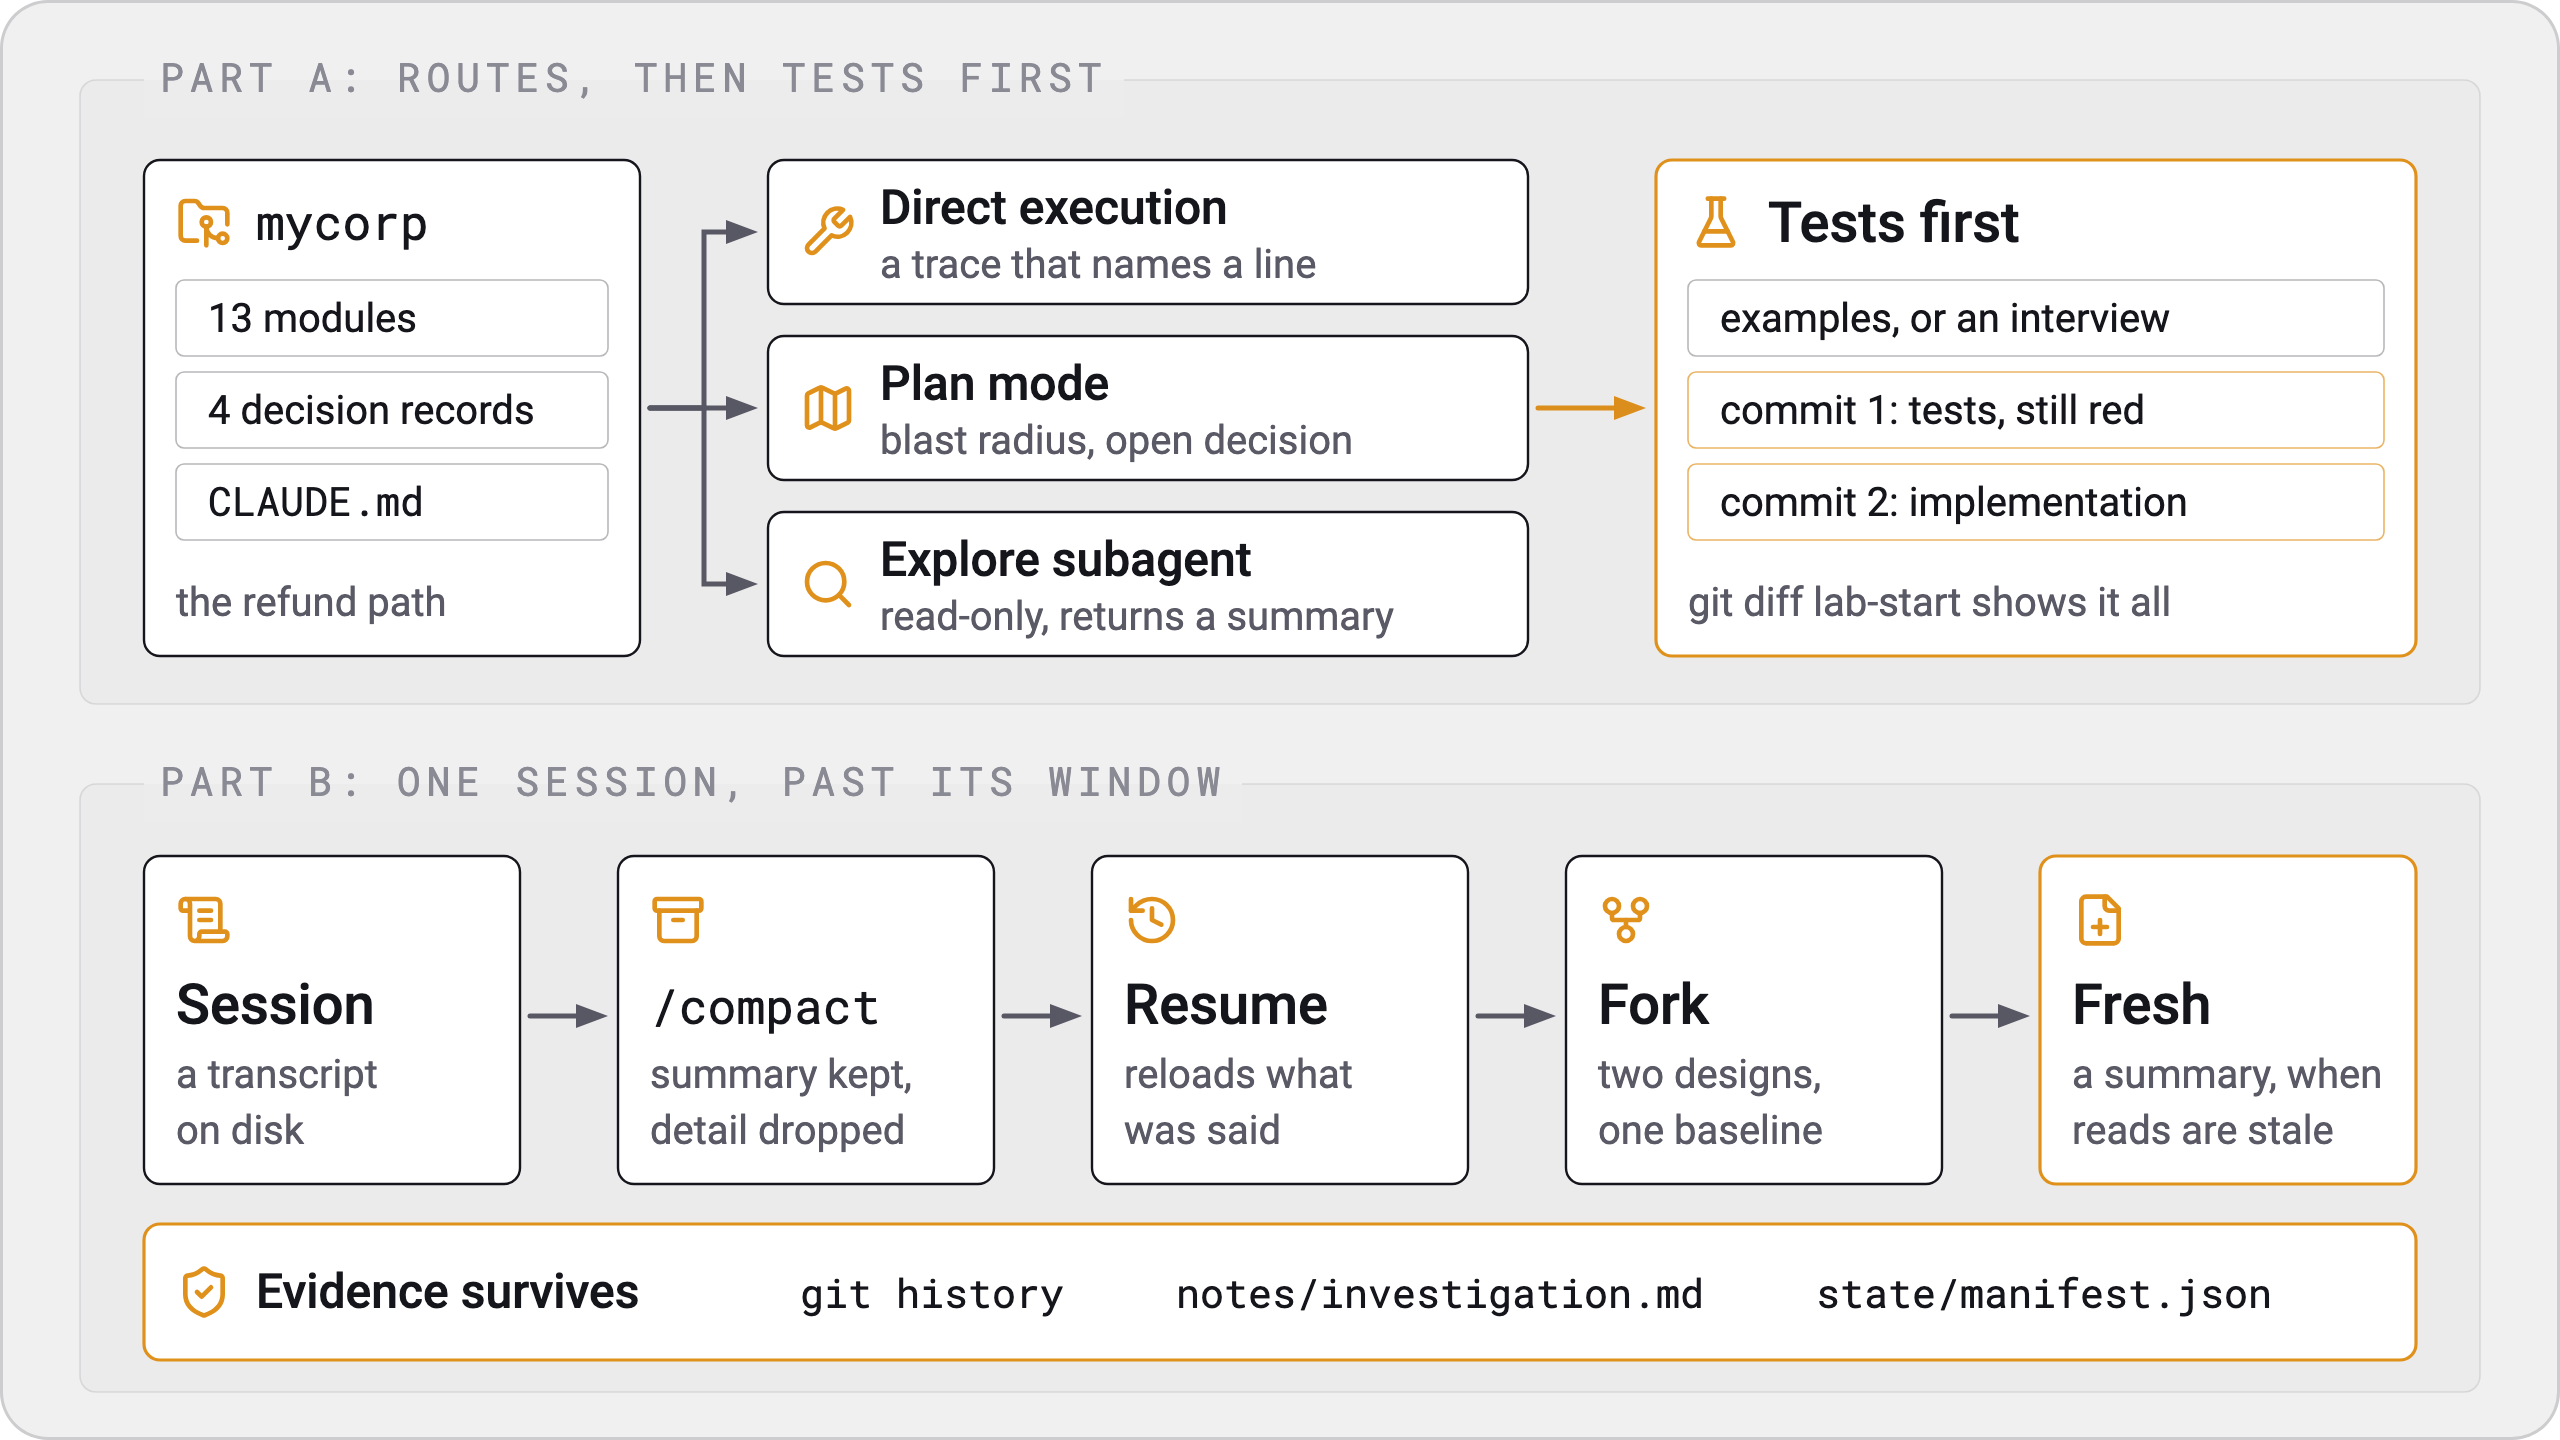 PART A: ROUTES, THEN TESTS FIRST
mycorp
13 modules
4 decision records
CLAUDE.md
the refund path
Direct execution
a trace that names a line
Plan mode
blast radius, open decision
Explore subagent
read-only, returns a summary
Tests first
examples, or an interview
commit 1: tests, still red
commit 2: implementation
git diff lab-start shows it all
PART B: ONE SESSION, PAST ITS WINDOW
Session
a transcript
on disk
/compact
summary kept,
detail dropped
Resume
reloads what
was said
Fork
two designs,
one baseline
Fresh
a summary, when
reads are stale
Evidence survives
git history
notes/investigation.md
state/manifest.json